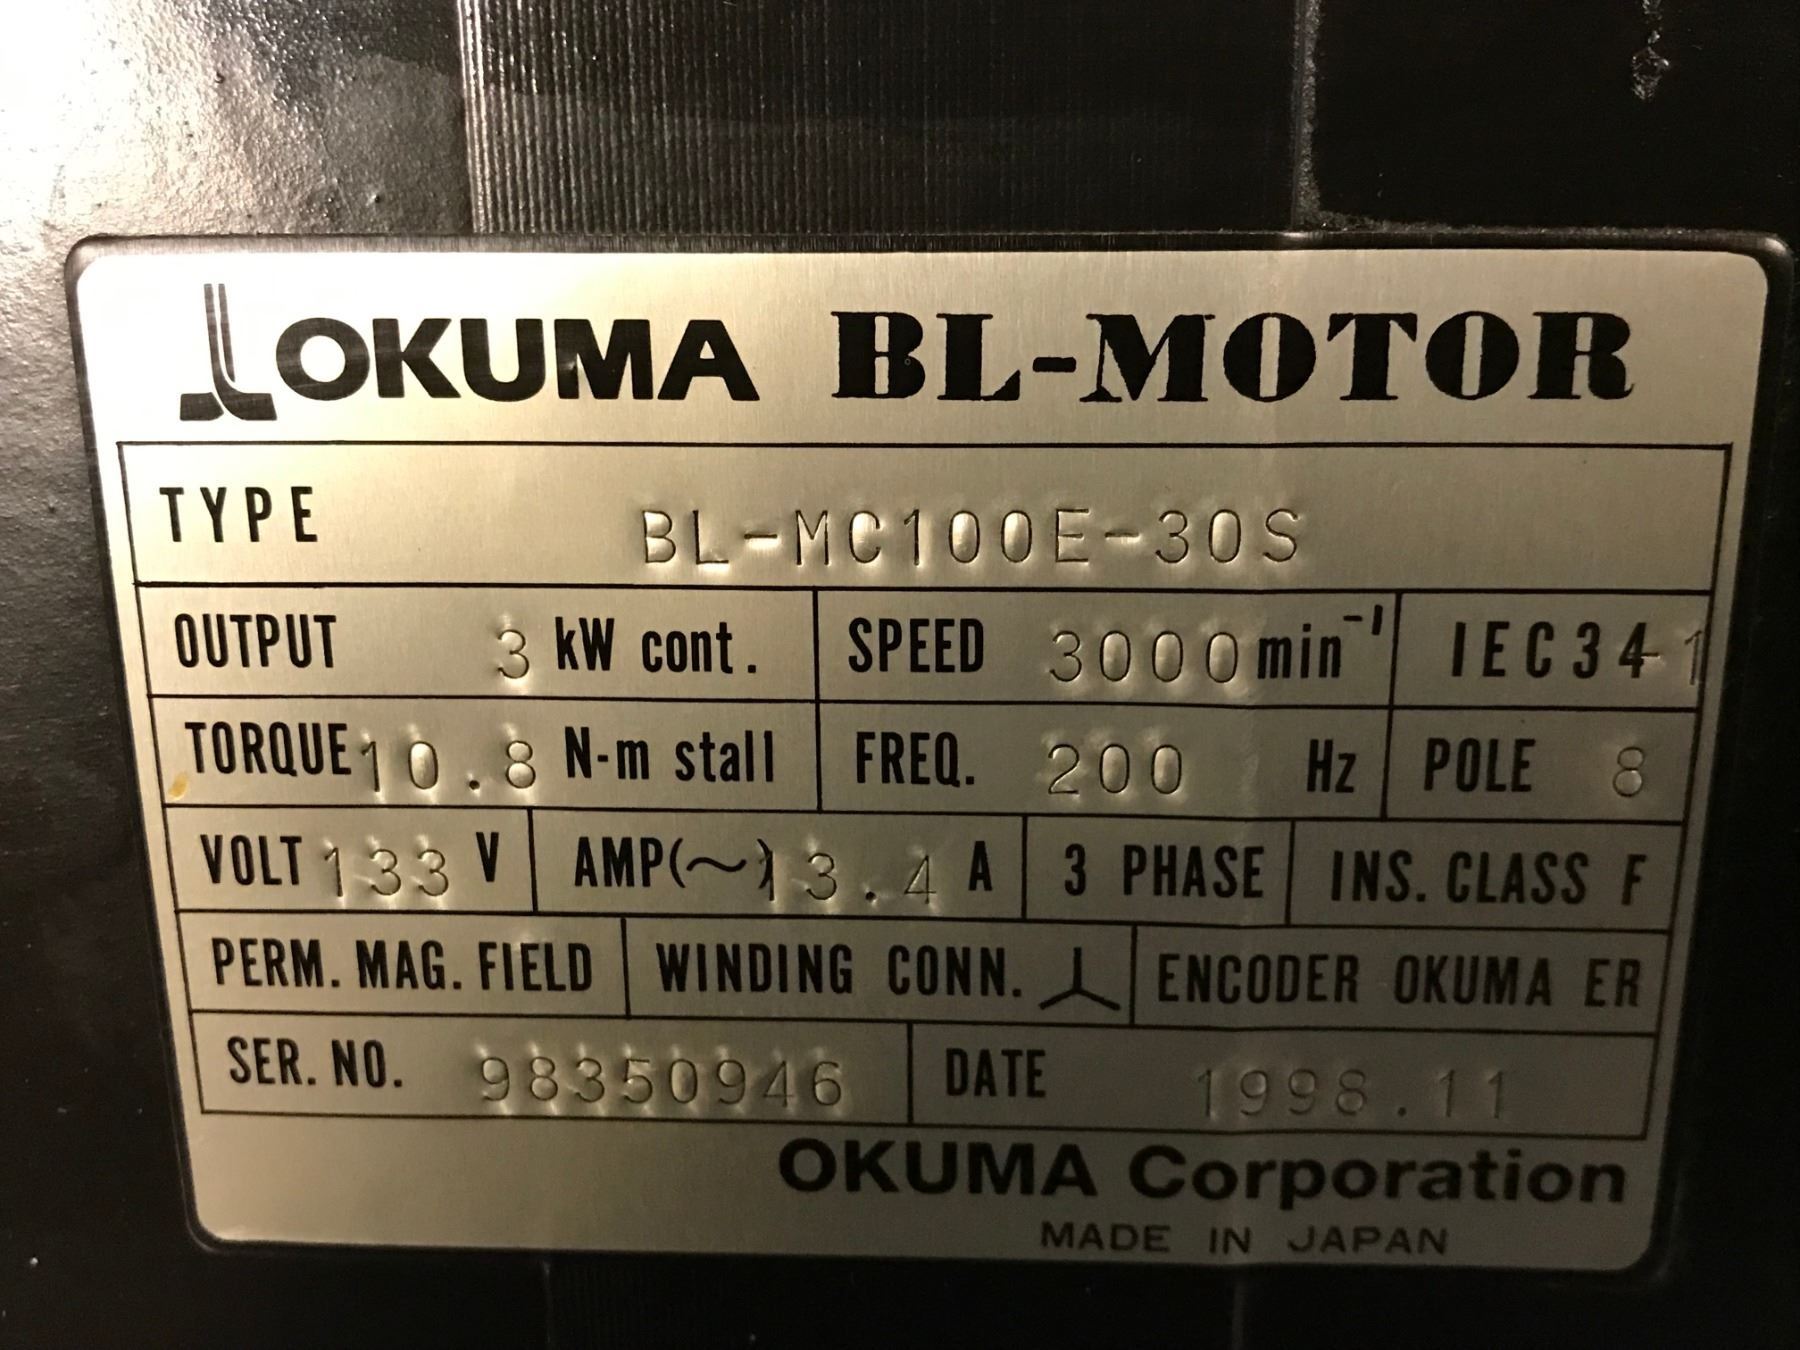 OKUMA BL-MOTOR
TYPE BL-MC100E-30S
OUTPUT 3 kW cont. SPEED 3000 min⁻¹ IEC34-1
TORQUE 10.8 N-m stall FREQ. 200 Hz POLE 8
VOLT 133 V AMP(~) 13.4 A 3 PHASE INS. CLASS F
PERM. MAG. FIELD WINDING CONN. ENCODER OKUMA ER
SER. NO. 98350946 DATE 1998.11
OKUMA Corporation
MADE IN JAPAN